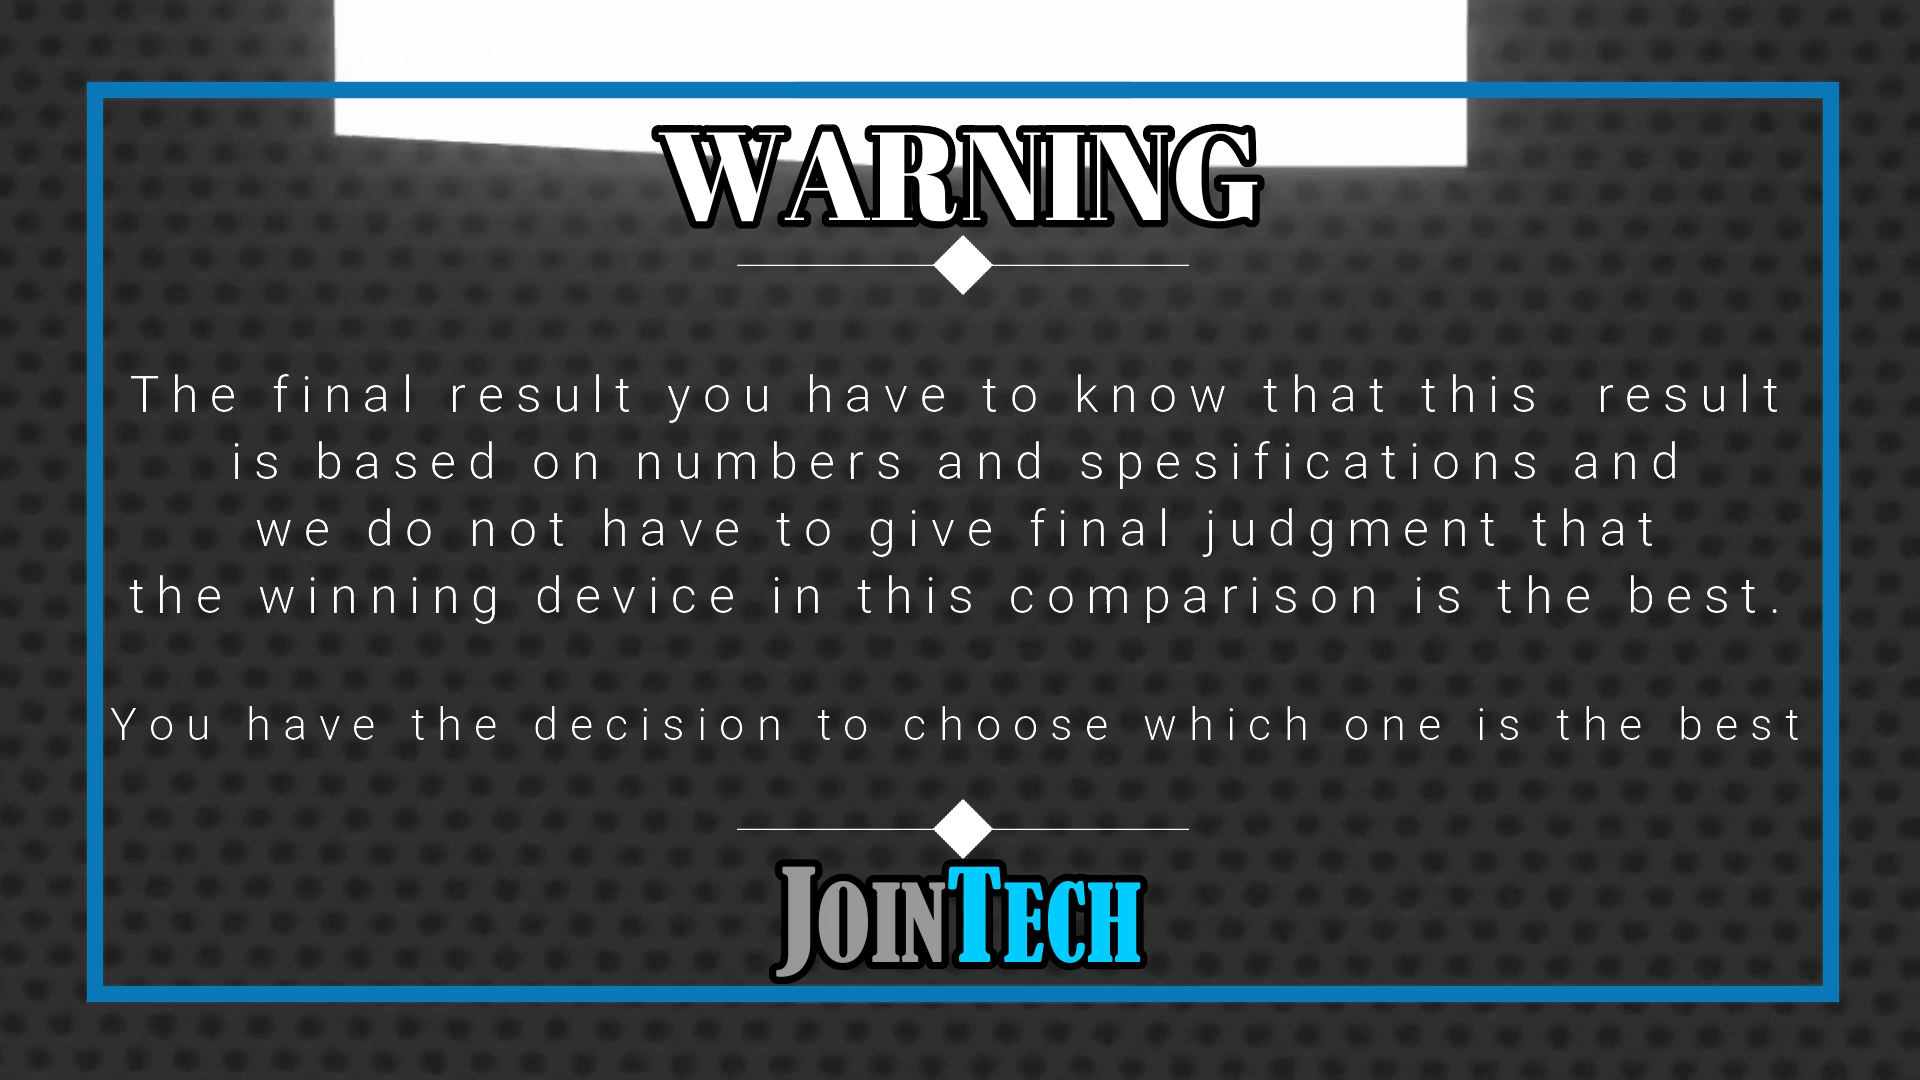 WARNING
The final result you have to know that this result
is based on numbers and spesifications and
we do not have to give final judgment that
the winning device in this comparison is the best.
You have the decision to choose which one is the best
JOINTECH